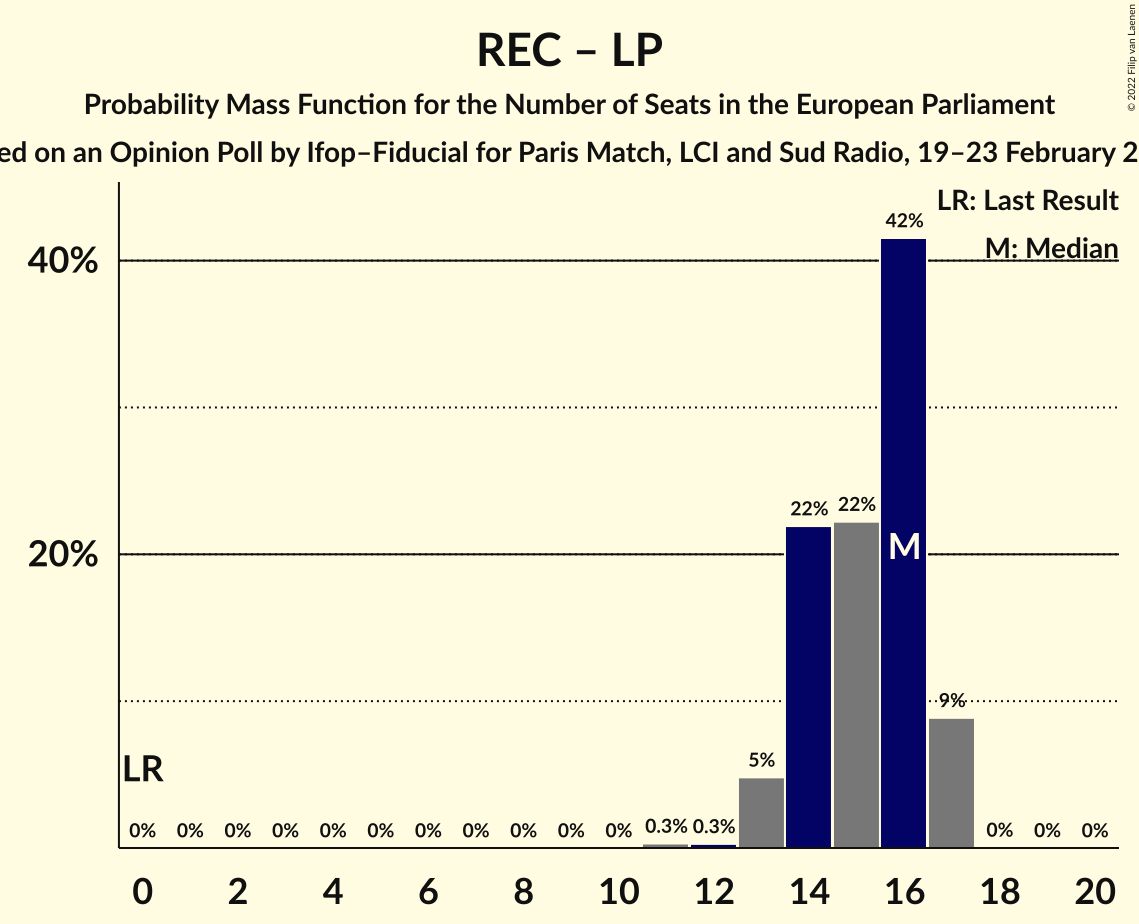 REC – LP
Probability Mass Function for the Number of Seats in the European Parliament
on an Opinion Poll by Ifop–Fiducial for Paris Match, LCI and Sud Radio, 19–23 February
© 2022 Filip van Laenen
LR: Last Result
M: Median
42%
40%
22% 22%
M
20%
9%
5%
LR
0% 0% 0% 0% 0% 0% 0% 0% 0% 0% 0% 0.3% 0.3% 0% 0% 0%
0 2 4 6 8 10 12 14 16 18 20